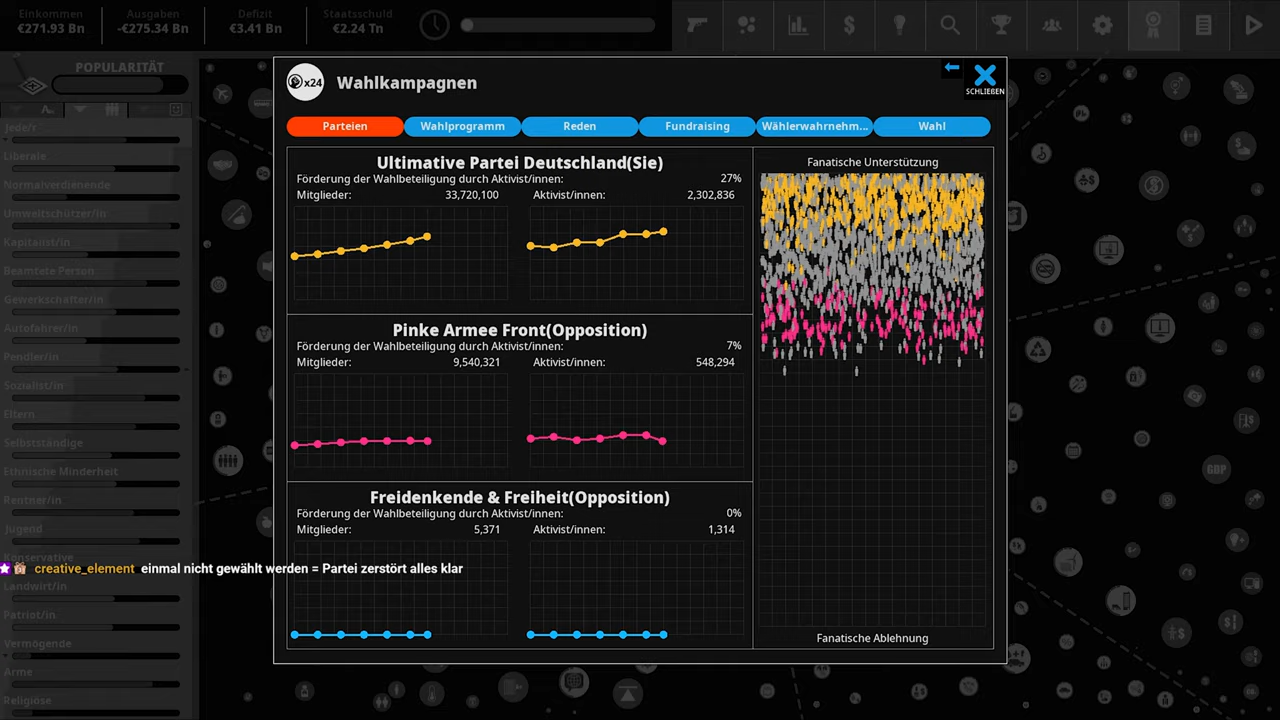 Einkommen
€271.93 Bn
Ausgaben
-€275.34 Bn
Defizit
€3.41 Bn
Staatsschuld
€2.24 Tn
POPULARITÄT
Jede/r
Liberale
Normalverdienende
Umweltschützer/in
Kapitalist/in
Beamtete Person
Gewerkschafter/in
Autofahrer/in
Pendler/in
Sozialist/in
Eltern
Selbstständige
Ethnische Minderheit
Rentner/in
Jugend
Konservative
Landwirt/in
Patriot/in
Vermögende
Arme
Religiöse
x24
Wahlkampagnen
SCHLIEßEN
Parteien
Wahlprogramm
Reden
Fundraising
Wählerwahrnehm...
Wahl
Ultimative Partei Deutschland(Sie)
Förderung der Wahlbeteiligung durch Aktivist/innen: 27%
Mitglieder: 33,720,100 Aktivist/innen: 2,302,836
Pinke Armee Front(Opposition)
Förderung der Wahlbeteiligung durch Aktivist/innen: 7%
Mitglieder: 9,540,321 Aktivist/innen: 548,294
Freidenkende & Freiheit(Opposition)
Förderung der Wahlbeteiligung durch Aktivist/innen: 0%
Mitglieder: 5,371 Aktivist/innen: 1,314
Fanatische Unterstützung
Fanatische Ablehnung
creative_element einmal nicht gewählt werden = Partei zerstört alles klar
GDP